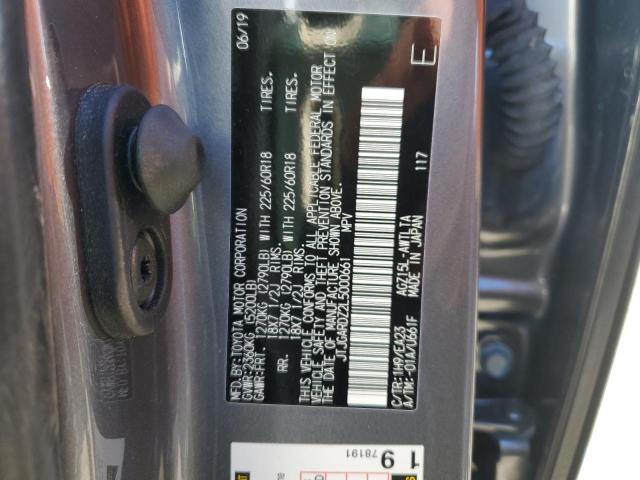 MFD.BY:TOYOTA MOTOR CORPORATION 06/19
GVWR:2360KG (5200LB)
GAWR:FRT. 1270KG (2790LB) WITH 225/60R18 TIRES.
18X7 1/2J RIMS.
RR. 1270KG (2790LB) WITH 225/60R18 TIRES.
18X7 1/2J RIMS.
THIS VEHICLE CONFORMS TO ALL APPLICABLE FEDERAL MOTOR
VEHICLE SAFETY AND THEFT PREVENTION STANDARDS IN EFFECT ON
THE DATE OF MANUFACTURE SHOWN ABOVE.
JTJGARDZ2L5000661 MPV
C/TR:1H9/EA23 AGZ15L-AWTLTA 117 E
A/TM:-01A/U661F MADE IN JAPAN
19
78191